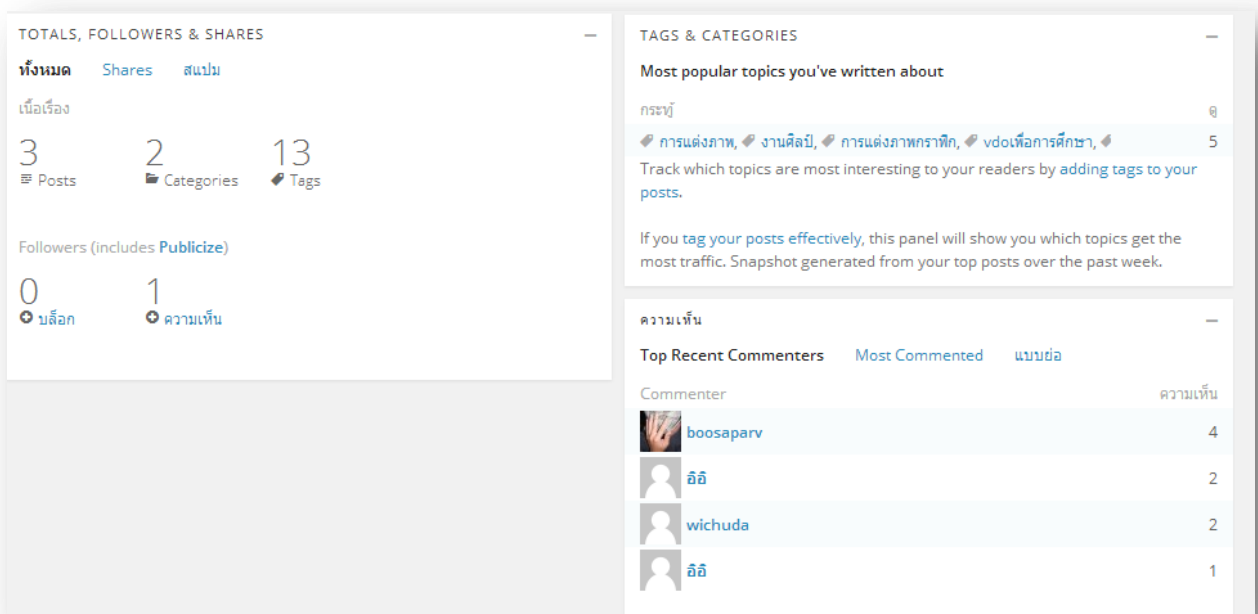 TOTALS, FOLLOWERS & SHARES
ทั้งหมด Shares สแปม
เนื้อเรื่อง
3 2 13
Posts Categories Tags
Followers (includes Publicize)
0 1
บล็อก ความเห็น
TAGS & CATEGORIES
Most popular topics you've written about
กระทู้ ดู
การแต่งภาพ, งานศิลป์, การแต่งภาพกราฟิก, vdoเพื่อการศึกษา, 5
Track which topics are most interesting to your readers by adding tags to your
posts.
If you tag your posts effectively, this panel will show you which topics get the
most traffic. Snapshot generated from your top posts over the past week.
ความเห็น
Top Recent Commenters Most Commented แบบย่อ
Commenter ความเห็น
boosaparv 4
อิอิ 2
wichuda 2
อิอิ 1